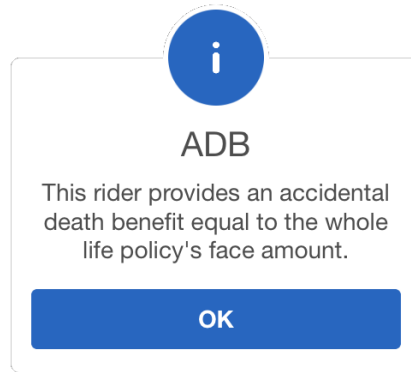 ADB
This rider provides an accidental
death benefit equal to the whole
life policy's face amount.
OK